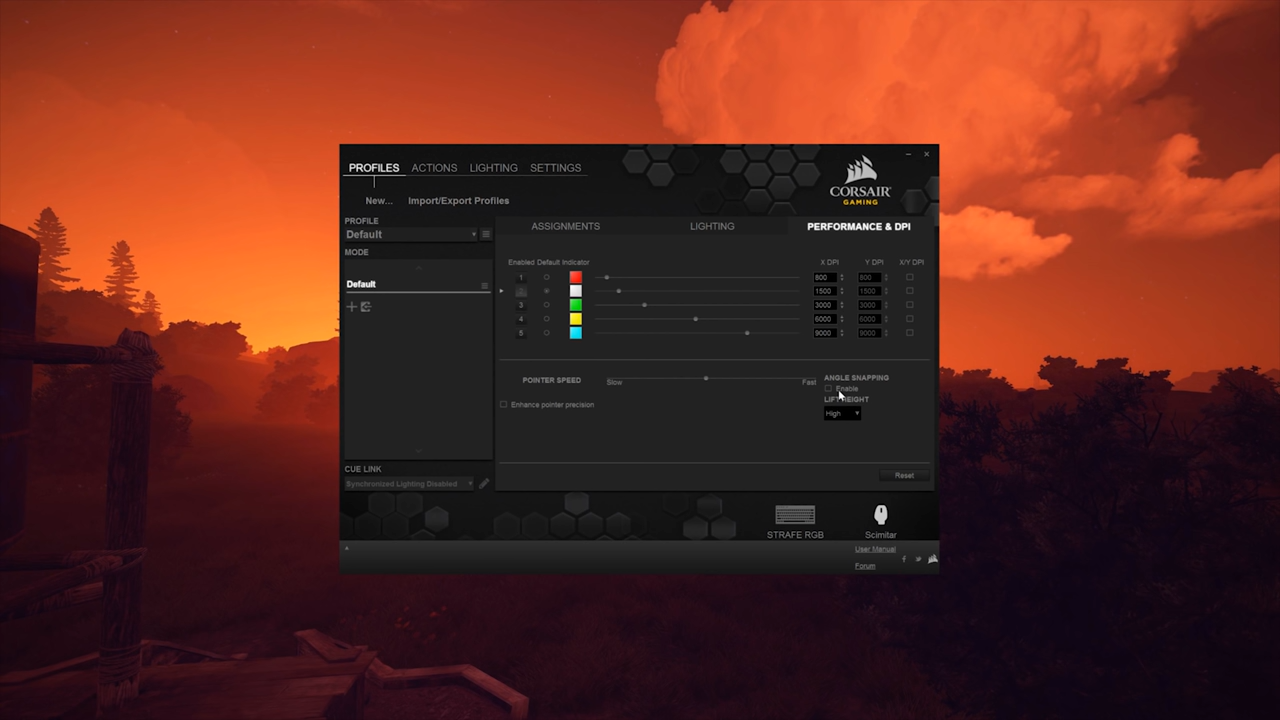 PROFILES ACTIONS LIGHTING SETTINGS
CORSAIR
GAMING
New... Import/Export Profiles
PROFILE
Default
MODE
Default
ASSIGNMENTS LIGHTING PERFORMANCE & DPI
Enabled Default Indicator X DPI Y DPI X/Y DPI
1 800 800
1500 1500
3 3000 3000
4 6000 6000
5 9000 9000
POINTER SPEED Slow Fast
Enhance pointer precision
ANGLE SNAPPING
Enable
LIFT HEIGHT
High
CUE LINK
Synchronized Lighting Disabled
Reset
STRAFE RGB Scimitar
User Manual
Forum